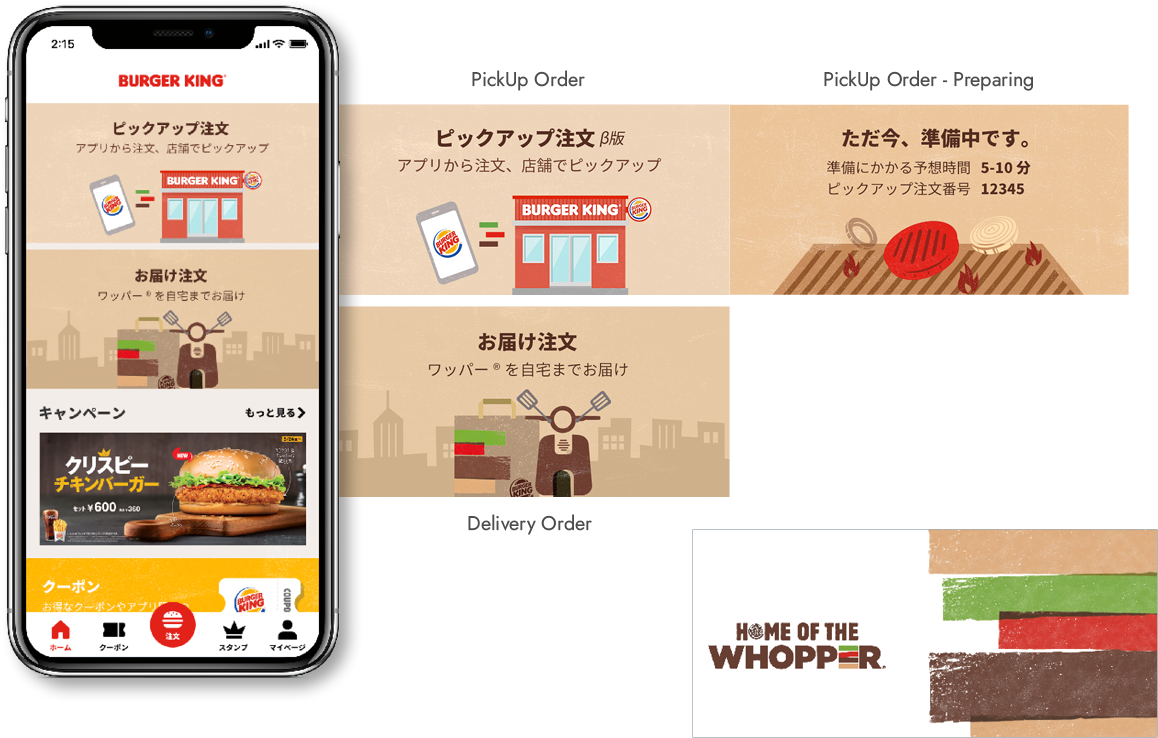 2:15
BURGER KING
ピックアップ注文
アプリから注文、店舗でピックアップ
BURGER KING
BURGER KING
BURGER KING
お届け注文
ワッパー®を自宅までお届け
キャンペーン
もっと見る
クリスピー
チキンバーガー
NEW
セット¥600 単品¥360
クーポン
お得なクーポンやアプリ
BURGER KING
COUPO
ホーム
クーポン
注文
スタンプ
マイページ
PickUp Order
ピックアップ注文 β版
アプリから注文、店舗でピックアップ
BURGER KING
BURGER KING
BURGER KING
PickUp Order - Preparing
ただ今、準備中です。
準備にかかる予想時間 5-10 分
ピックアップ注文番号 12345
お届け注文
ワッパー®を自宅までお届け
BURGER KING
Delivery Order
HOME OF THE
WHOPPER®